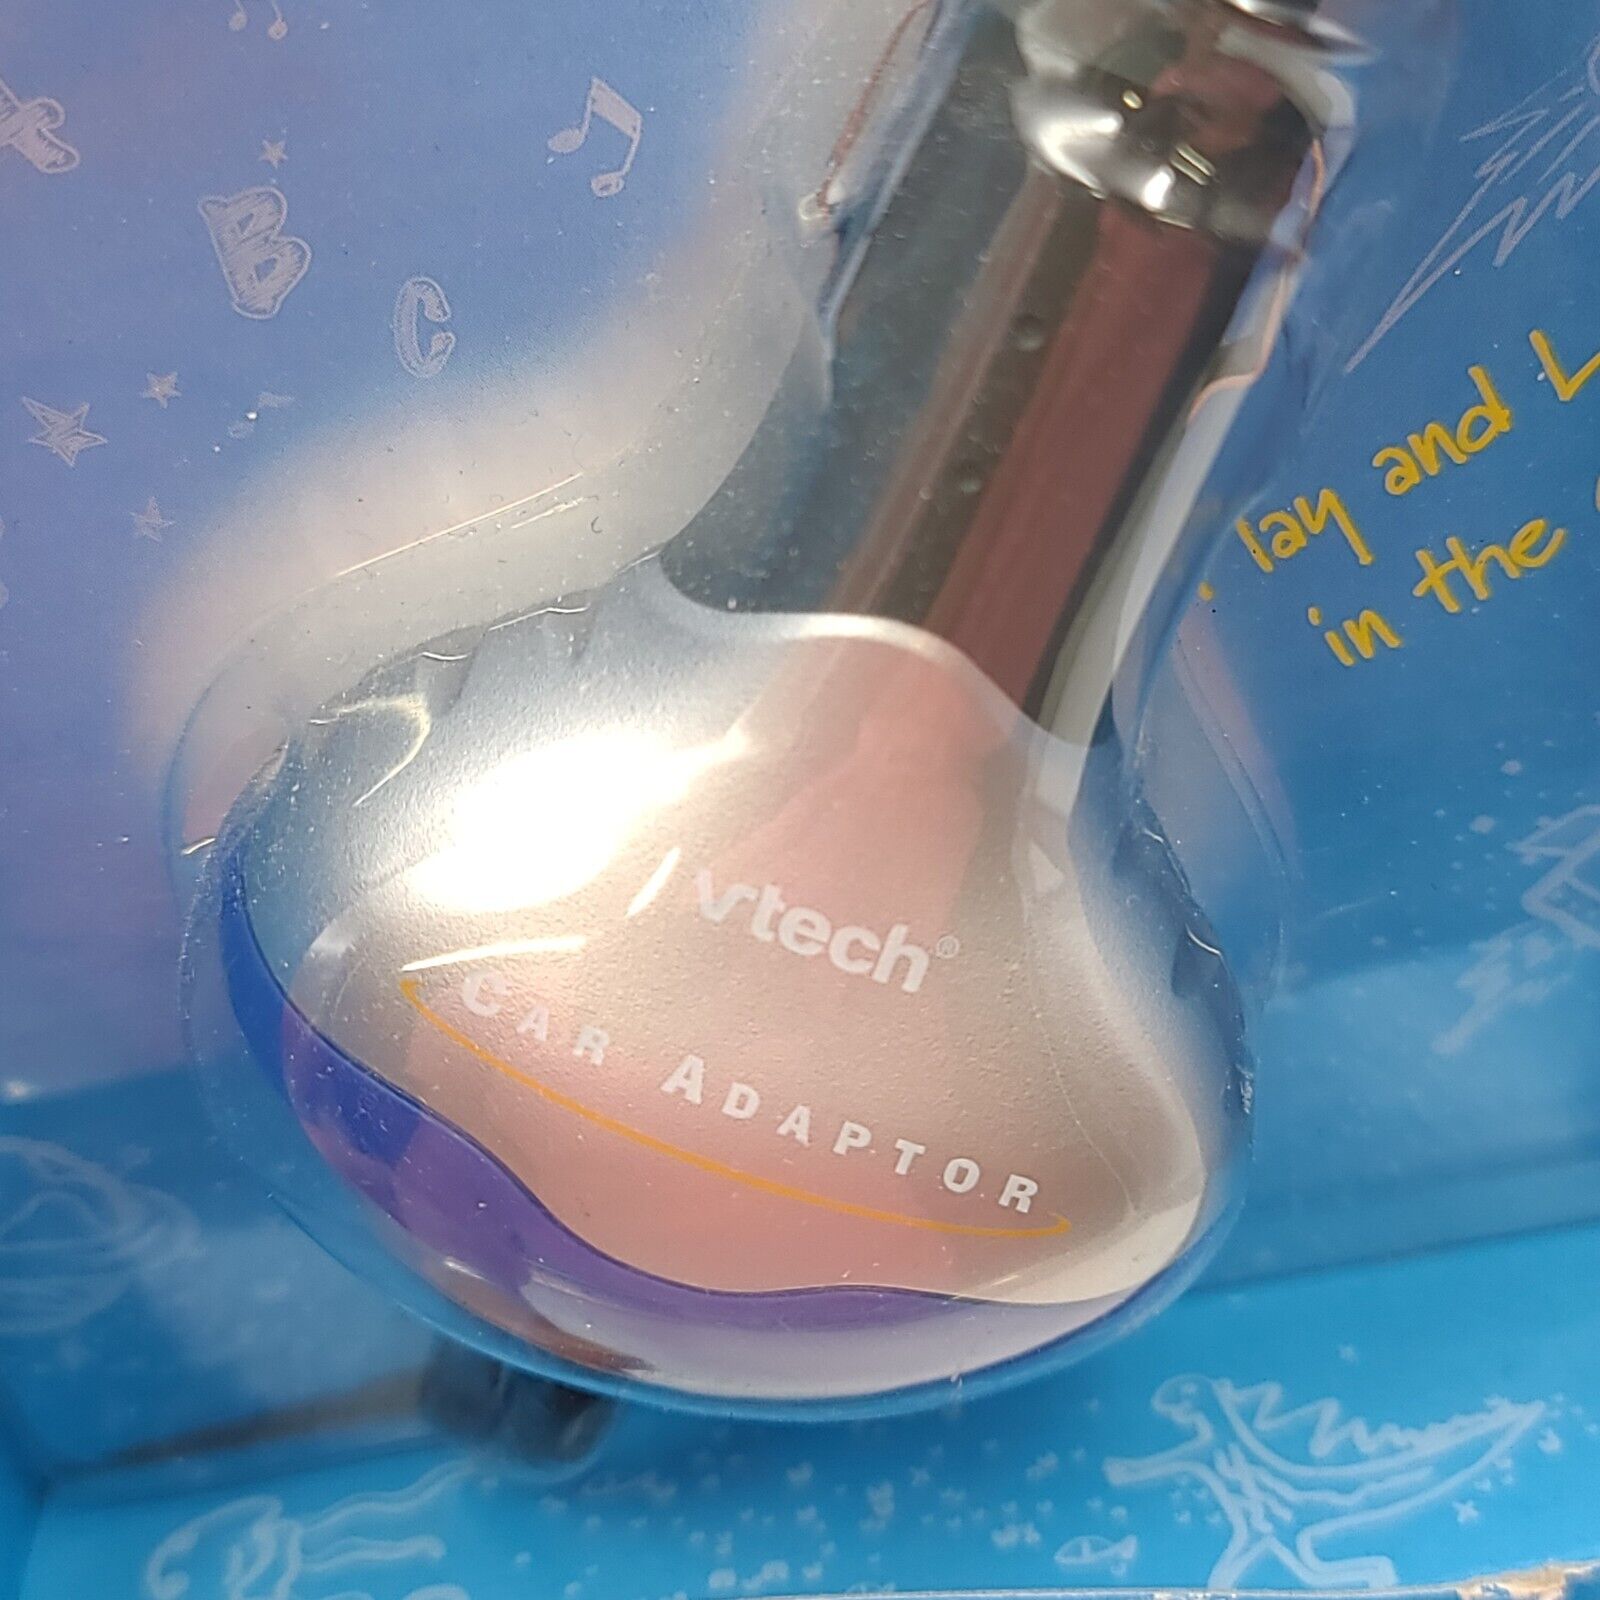 B
C
lay and L
in the
vtech®
CAR ADAPTOR